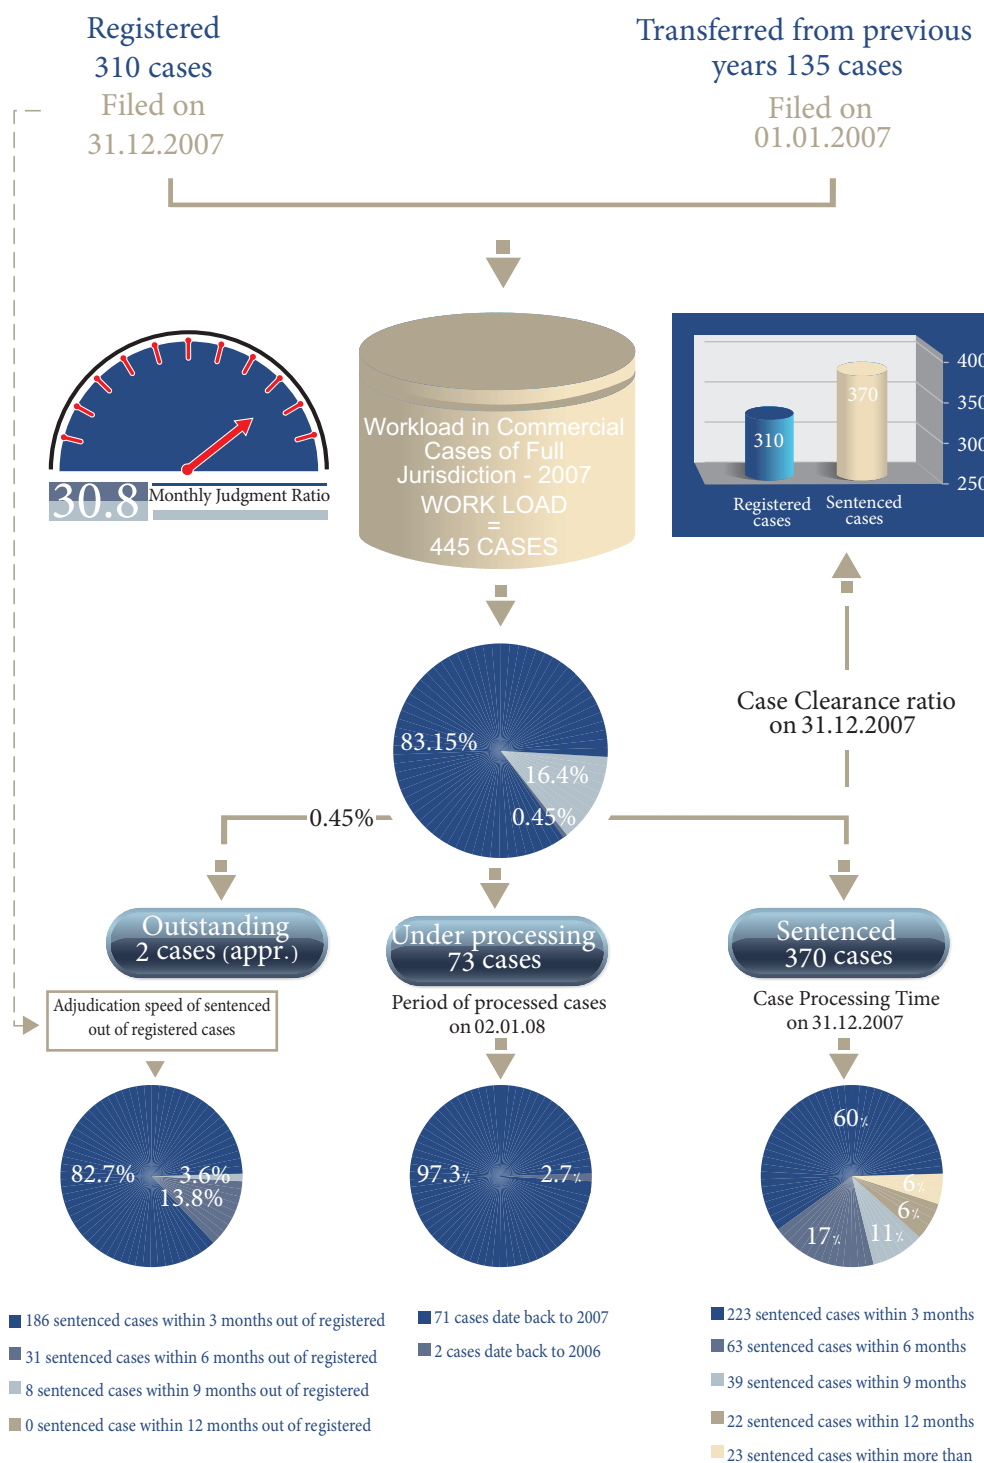 Registered
310 cases
Filed on
31.12.2007
Transferred from previous
years 135 cases
Filed on
01.01.2007
30.8
Monthly Judgment Ratio
Workload in Commercial
Cases of Full
Jurisdiction - 2007
WORK LOAD
=
445 CASES
400
350
300
250
370
310
Registered
cases
Sentenced
cases
Case Clearance ratio
on 31.12.2007
83.15%
16.4%
0.45%
0.45%
Outstanding
2 cases (appr.)
Under processing
73 cases
Sentenced
370 cases
Adjudication speed of sentenced
out of registered cases
Period of processed cases
on 02.01.08
Case Processing Time
on 31.12.2007
82.7%
3.6%
13.8%
97.3%
2.7%
60%
6%
6%
11%
17%
186 sentenced cases within 3 months out of registered
31 sentenced cases within 6 months out of registered
8 sentenced cases within 9 months out of registered
0 sentenced case within 12 months out of registered
71 cases date back to 2007
2 cases date back to 2006
223 sentenced cases within 3 months
63 sentenced cases within 6 months
39 sentenced cases within 9 months
22 sentenced cases within 12 months
23 sentenced cases within more than